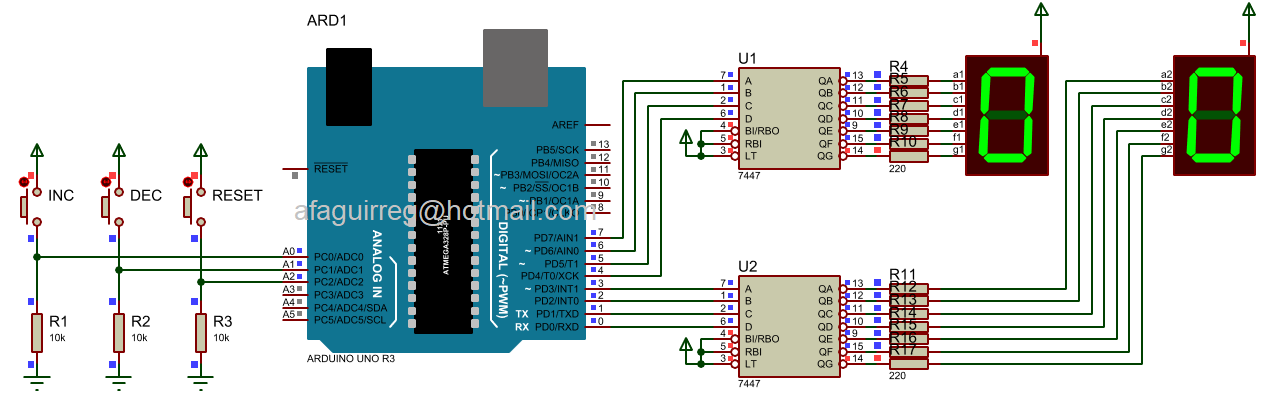 ARD1
RESET
AREF
PB5/SCK 13
PB4/MISO 12
~PB3/MOSI/OC2A 11
~ PB2/SS/OC1B 10
~ PB1/OC1A 9
8
PD7/AIN1 7
~ PD6/AIN0 6
~ PD5/T1 5
PD4/T0/XCK 4
~ PD3/INT1 3
PD2/INT0 2
TX PD1/TXD 1
RX PD0/RXD 0
DIGITAL (~PWM)
ANALOG IN
ATMEGA328P-PU
1121
A0 PC0/ADC0
A1 PC1/ADC1
A2 PC2/ADC2
A3 PC3/ADC3
A4 PC4/ADC4/SDA
A5 PC5/ADC5/SCL
ARDUINO UNO R3
afaguirreg@hotmail.com
INC
DEC
RESET
R1
10k
R2
10k
R3
10k
U1
7 A QA 13
1 B QB 12
2 C QC 11
6 D QD 10
4 BI/RBO QE 9
5 RBI QF 15
3 LT QG 14
7447
R4
R5
R6
R7
R8
R9
R10
220
a1
b1
c1
d1
e1
f1
g1
U2
7 A QA 13
1 B QB 12
2 C QC 11
6 D QD 10
4 BI/RBO QE 9
5 RBI QF 15
3 LT QG 14
7447
R11
R12
R13
R14
R15
R16
R17
220
a2
b2
c2
d2
e2
f2
g2